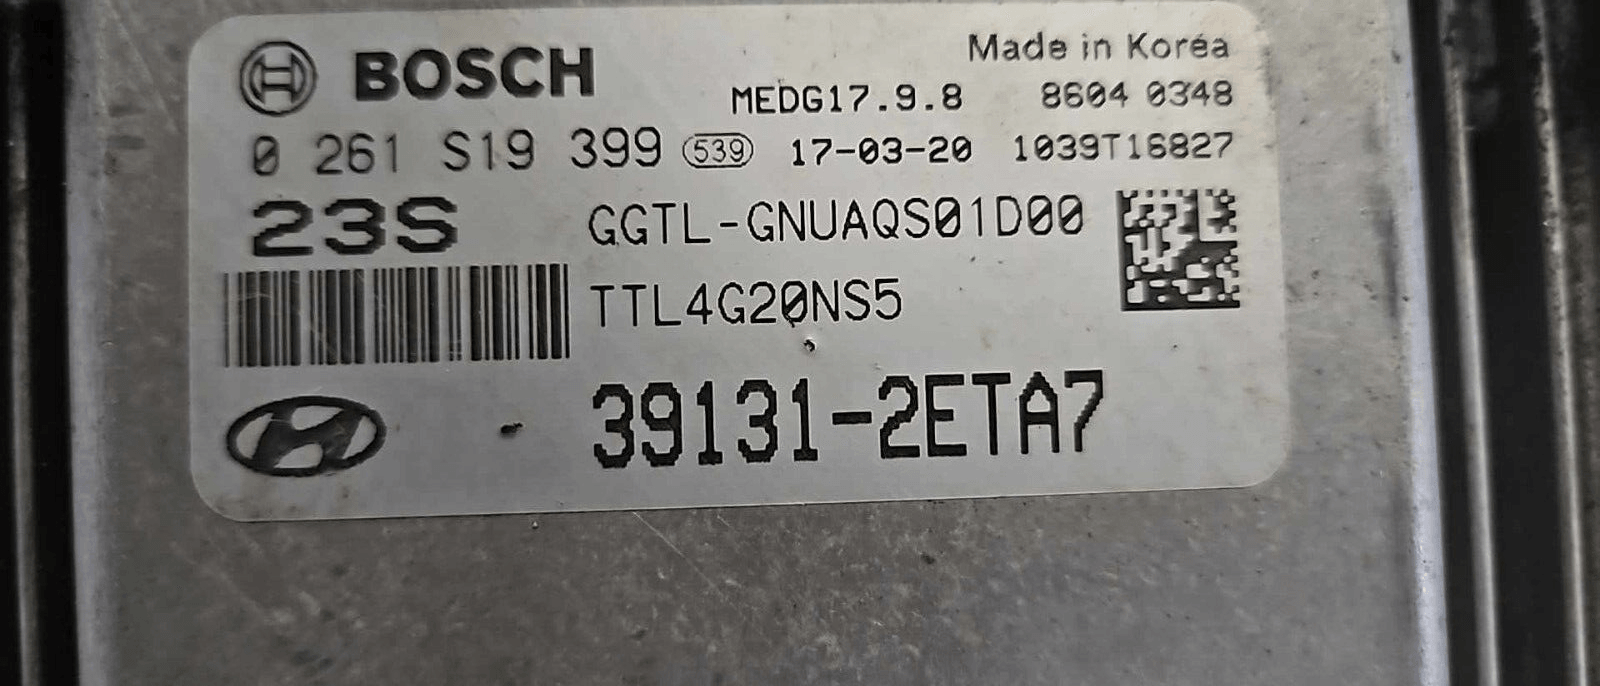 Made in Korea
BOSCH
MEDG17.9.8 8604 0348
0 261 S19 399 539 17-03-20 1039T16827
23S GGTL-GNUAQS01D00
TTL4G20NS5
39131-2ETA7